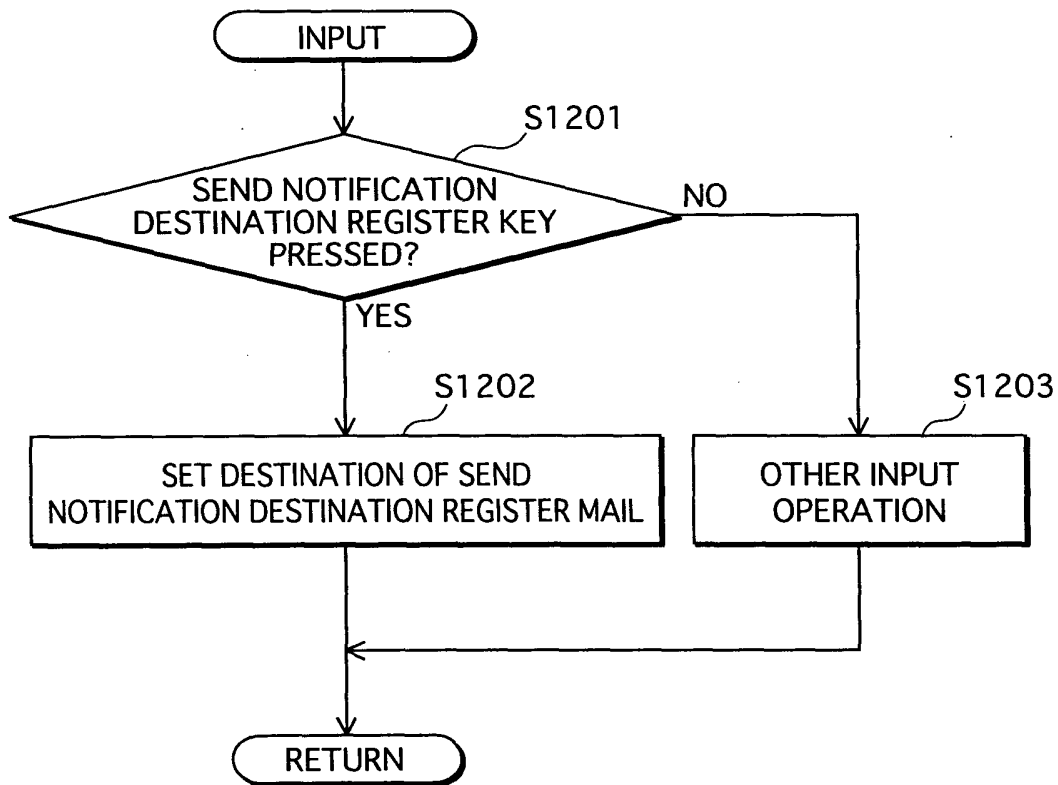 INPUT
S1201
SEND NOTIFICATION
DESTINATION REGISTER KEY
PRESSED?
NO
YES
S1202
SET DESTINATION OF SEND
NOTIFICATION DESTINATION REGISTER MAIL
S1203
OTHER INPUT
OPERATION
RETURN